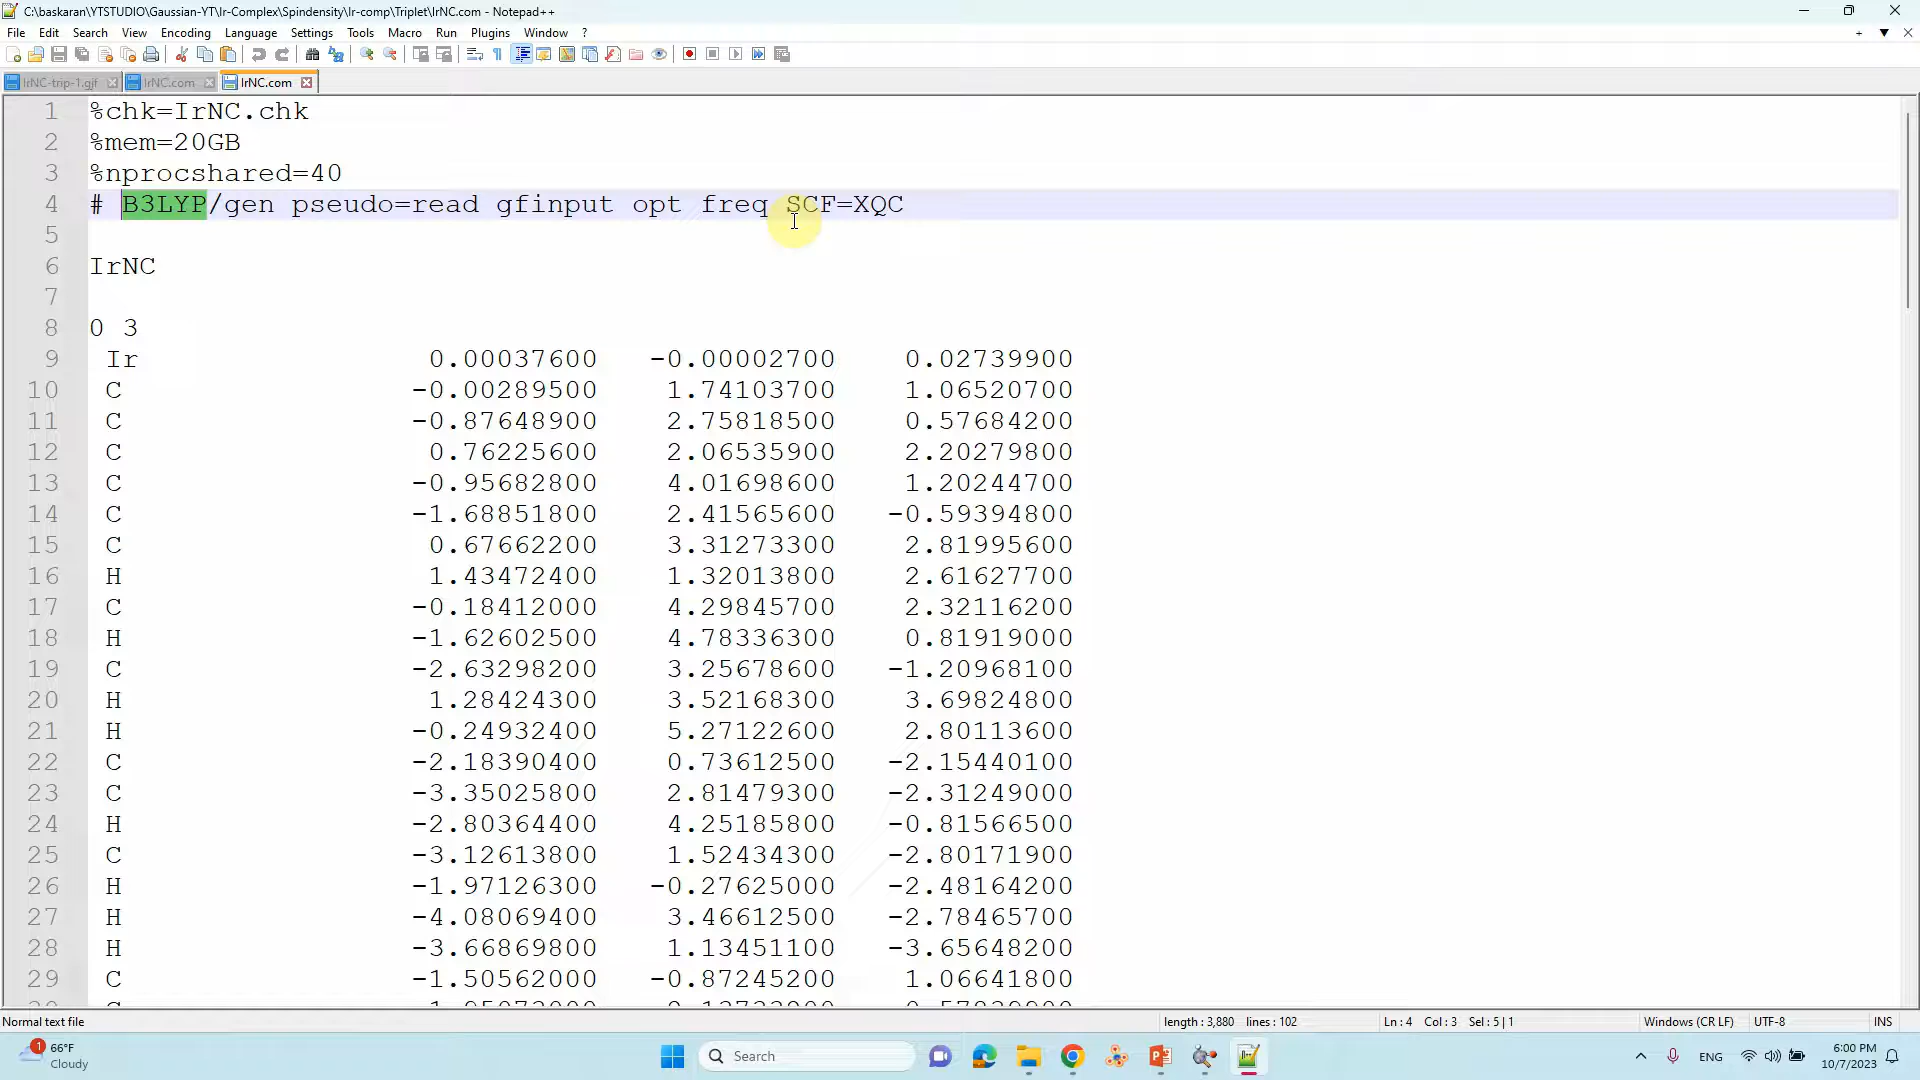 C:\baskaran\YTSTUDIO\Gaussian-YT\Ir-Complex\Spindensity\Ir-comp\Triplet\IrNC.com - Notepad++
File Edit Search View Encoding Language Settings Tools Macro Run Plugins Window ?
IrNC-trip-1.gjf IrNC.com IrNC.com
1 %chk=IrNC.chk
2 %mem=20GB
3 %nprocshared=40
4 # B3LYP/gen pseudo=read gfinput opt freq SCF=XQC
5
6 IrNC
7
8 0 3
9 Ir 0.00037600 -0.00002700 0.02739900
10 C -0.00289500 1.74103700 1.06520700
11 C -0.87648900 2.75818500 0.57684200
12 C 0.76225600 2.06535900 2.20279800
13 C -0.95682800 4.01698600 1.20244700
14 C -1.68851800 2.41565600 -0.59394800
15 C 0.67662200 3.31273300 2.81995600
16 H 1.43472400 1.32013800 2.61627700
17 C -0.18412000 4.29845700 2.32116200
18 H -1.62602500 4.78336300 0.81919000
19 C -2.63298200 3.25678600 -1.20968100
20 H 1.28424300 3.52168300 3.69824800
21 H -0.24932400 5.27122600 2.80113600
22 C -2.18390400 0.73612500 -2.15440100
23 C -3.35025800 2.81479300 -2.31249000
24 H -2.80364400 4.25185800 -0.81566500
25 C -3.12613800 1.52434300 -2.80171900
26 H -1.97126300 -0.27625000 -2.48164200
27 H -4.08069400 3.46612500 -2.78465700
28 H -3.66869800 1.13451100 -3.65648200
29 C -1.50562000 -0.87245200 1.06641800
Normal text file length : 3,880 lines : 102 Ln : 4 Col : 3 Sel : 5 | 1 Windows (CR LF) UTF-8 INS
1 66°F
Cloudy
Search
ENG
6:00 PM
10/7/2023